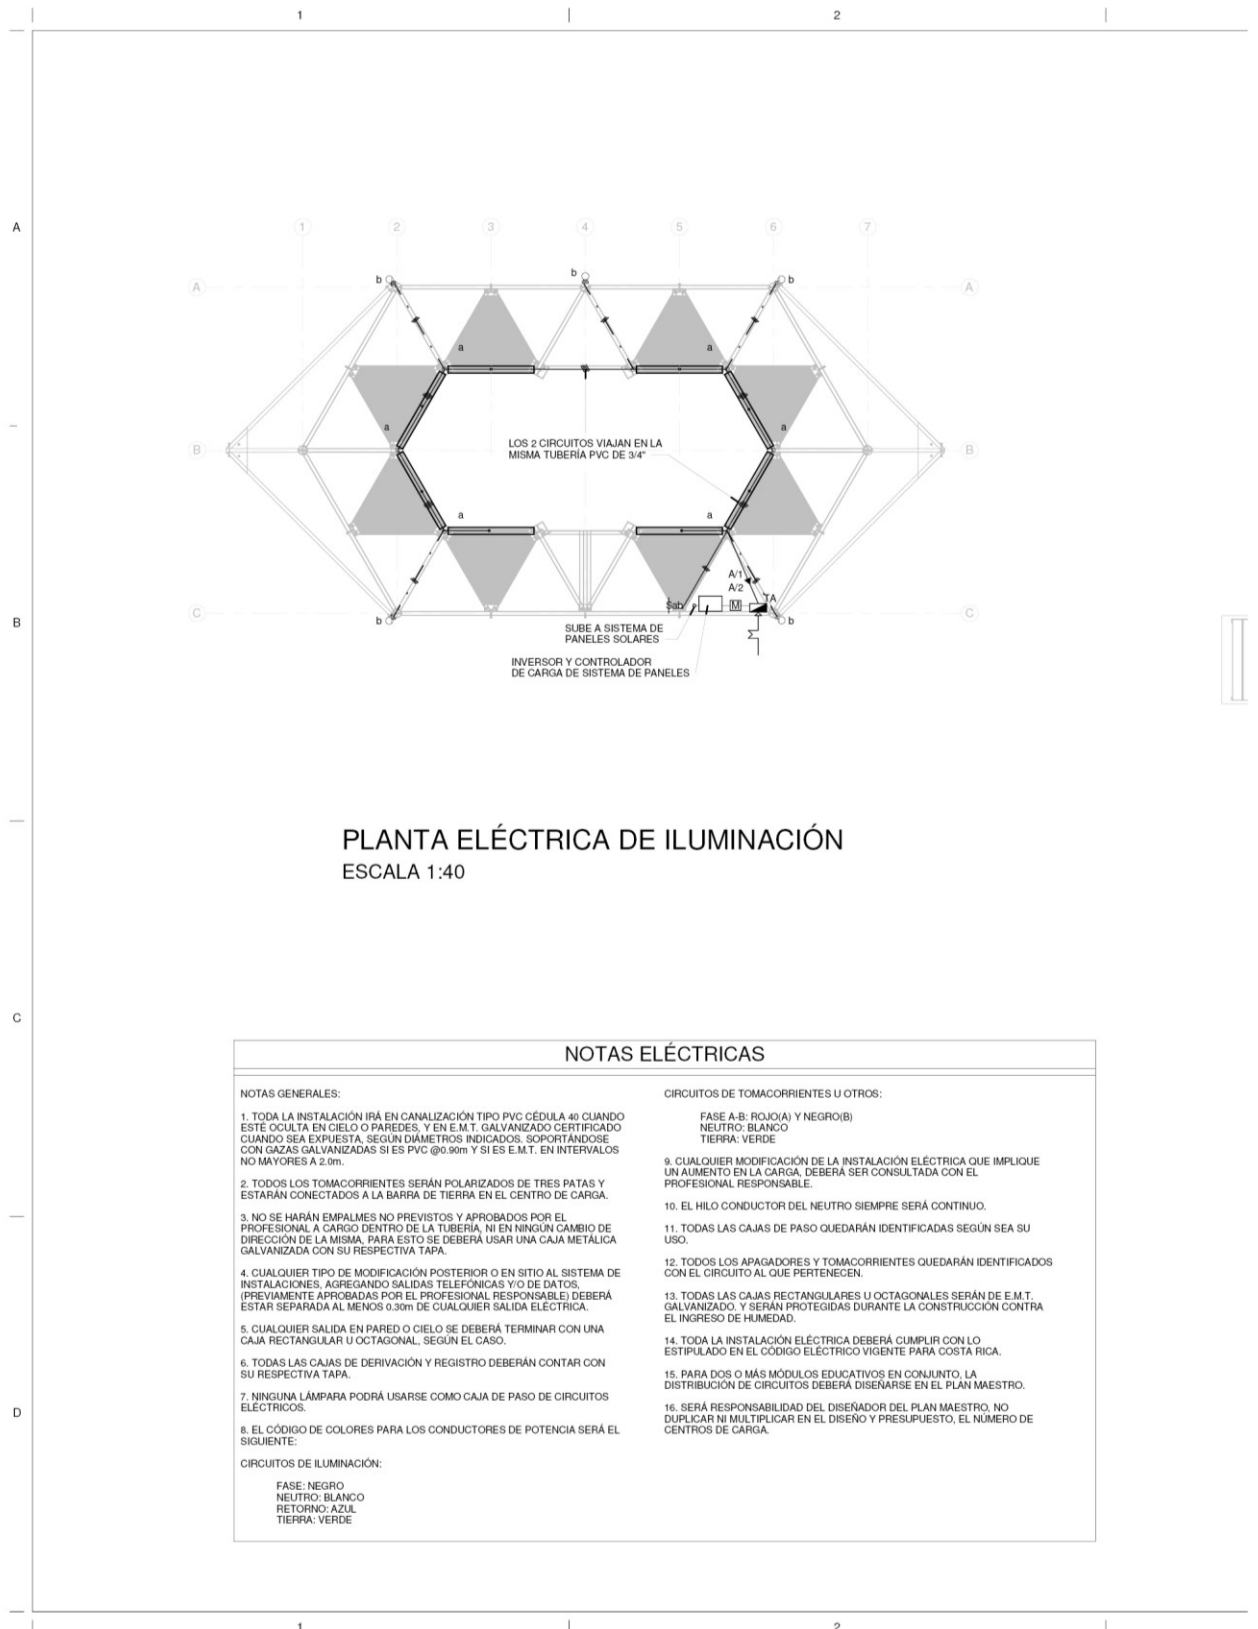 1
2
A
1
2
3
4
5
6
7
b
b
b
A
A
a
a
a
a
B
B
LOS 2 CIRCUITOS VIAJAN EN LA
MISMA TUBERÍA PVC DE 3/4"
a
a
A/1
A/2
TA
Sab
M
C
C
b
b
B
SUBE A SISTEMA DE
PANELES SOLARES
INVERSOR Y CONTROLADOR
DE CARGA DE SISTEMA DE PANELES
PLANTA ELÉCTRICA DE ILUMINACIÓN
ESCALA 1:40
C
NOTAS ELÉCTRICAS
NOTAS GENERALES:
1. TODA LA INSTALACIÓN IRÁ EN CANALIZACIÓN TIPO PVC CÉDULA 40 CUANDO
ESTÉ OCULTA EN CIELO O PAREDES, Y EN E.M.T. GALVANIZADO CERTIFICADO
CUANDO SEA EXPUESTA, SEGÚN DIÁMETROS INDICADOS. SOPORTÁNDOSE
CON GAZAS GALVANIZADAS SI ES PVC @0.90m Y SI ES E.M.T. EN INTERVALOS
NO MAYORES A 2.0m.
2. TODOS LOS TOMACORRIENTES SERÁN POLARIZADOS DE TRES PATAS Y
ESTARÁN CONECTADOS A LA BARRA DE TIERRA EN EL CENTRO DE CARGA.
3. NO SE HARÁN EMPALMES NO PREVISTOS Y APROBADOS POR EL
PROFESIONAL A CARGO DENTRO DE LA TUBERÍA, NI EN NINGÚN CAMBIO DE
DIRECCIÓN DE LA MISMA, PARA ESTO SE DEBERÁ USAR UNA CAJA METÁLICA
GALVANIZADA CON SU RESPECTIVA TAPA.
4. CUALQUIER TIPO DE MODIFICACIÓN POSTERIOR O EN SITIO AL SISTEMA DE
INSTALACIONES, AGREGANDO SALIDAS TELEFÓNICAS Y/O DE DATOS,
(PREVIAMENTE APROBADAS POR EL PROFESIONAL RESPONSABLE) DEBERÁ
ESTAR SEPARADA AL MENOS 0.30m DE CUALQUIER SALIDA ELÉCTRICA.
5. CUALQUIER SALIDA EN PARED O CIELO SE DEBERÁ TERMINAR CON UNA
CAJA RECTANGULAR U OCTAGONAL, SEGÚN EL CASO.
6. TODAS LAS CAJAS DE DERIVACIÓN Y REGISTRO DEBERÁN CONTAR CON
SU RESPECTIVA TAPA.
7. NINGUNA LÁMPARA PODRÁ USARSE COMO CAJA DE PASO DE CIRCUITOS
ELÉCTRICOS.
8. EL CÓDIGO DE COLORES PARA LOS CONDUCTORES DE POTENCIA SERÁ EL
SIGUIENTE:
CIRCUITOS DE ILUMINACIÓN:
FASE: NEGRO
NEUTRO: BLANCO
RETORNO: AZUL
TIERRA: VERDE
CIRCUITOS DE TOMACORRIENTES U OTROS:
FASE A-B: ROJO(A) Y NEGRO(B)
NEUTRO: BLANCO
TIERRA: VERDE
9. CUALQUIER MODIFICACIÓN DE LA INSTALACIÓN ELÉCTRICA QUE IMPLIQUE
UN AUMENTO EN LA CARGA, DEBERÁ SER CONSULTADA CON EL
PROFESIONAL RESPONSABLE.
10. EL HILO CONDUCTOR DEL NEUTRO SIEMPRE SERÁ CONTINUO.
11. TODAS LAS CAJAS DE PASO QUEDARÁN IDENTIFICADAS SEGÚN SEA SU
USO.
12. TODOS LOS APAGADORES Y TOMACORRIENTES QUEDARÁN IDENTIFICADOS
CON EL CIRCUITO AL QUE PERTENECEN.
13. TODAS LAS CAJAS RECTANGULARES U OCTAGONALES SERÁN DE E.M.T.
GALVANIZADO, Y SERÁN PROTEGIDAS DURANTE LA CONSTRUCCIÓN CONTRA
EL INGRESO DE HUMEDAD.
14. TODA LA INSTALACIÓN ELÉCTRICA DEBERÁ CUMPLIR CON LO
ESTIPULADO EN EL CÓDIGO ELÉCTRICO VIGENTE PARA COSTA RICA.
15. PARA DOS O MÁS MÓDULOS EDUCATIVOS EN CONJUNTO, LA
DISTRIBUCIÓN DE CIRCUITOS DEBERÁ DISEÑARSE EN EL PLAN MAESTRO.
16. SERÁ RESPONSABILIDAD DEL DISEÑADOR DEL PLAN MAESTRO, NO
DUPLICAR NI MULTIPLICAR EN EL DISEÑO Y PRESUPUESTO, EL NÚMERO DE
CENTROS DE CARGA.
D
1
2